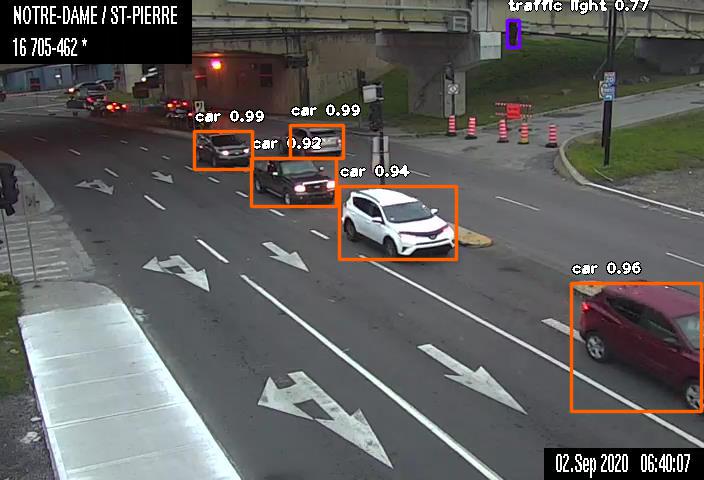 NOTRE-DAME / ST-PIERRE
16 705-462 *
traffic light 0.77
car 0.99
car 0.99
car 0.92
car 0.94
car 0.96
02.Sep 2020 06:40:07